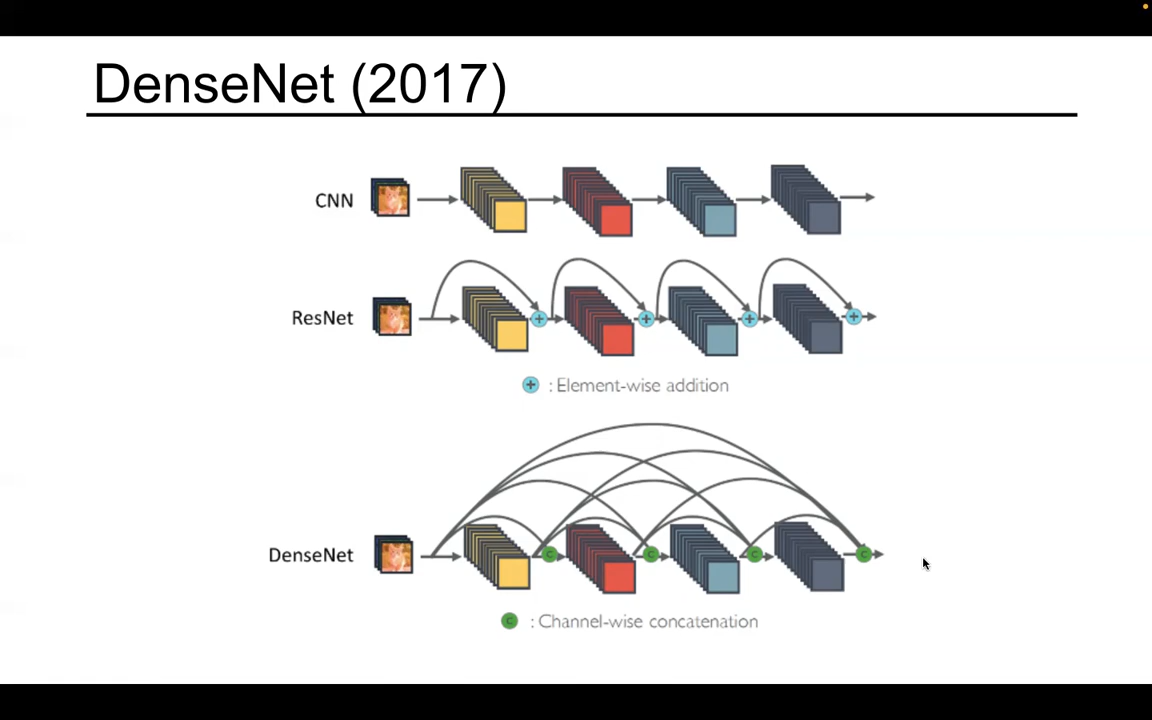 DenseNet (2017)
CNN
ResNet
+ : Element-wise addition
DenseNet
C : Channel-wise concatenation